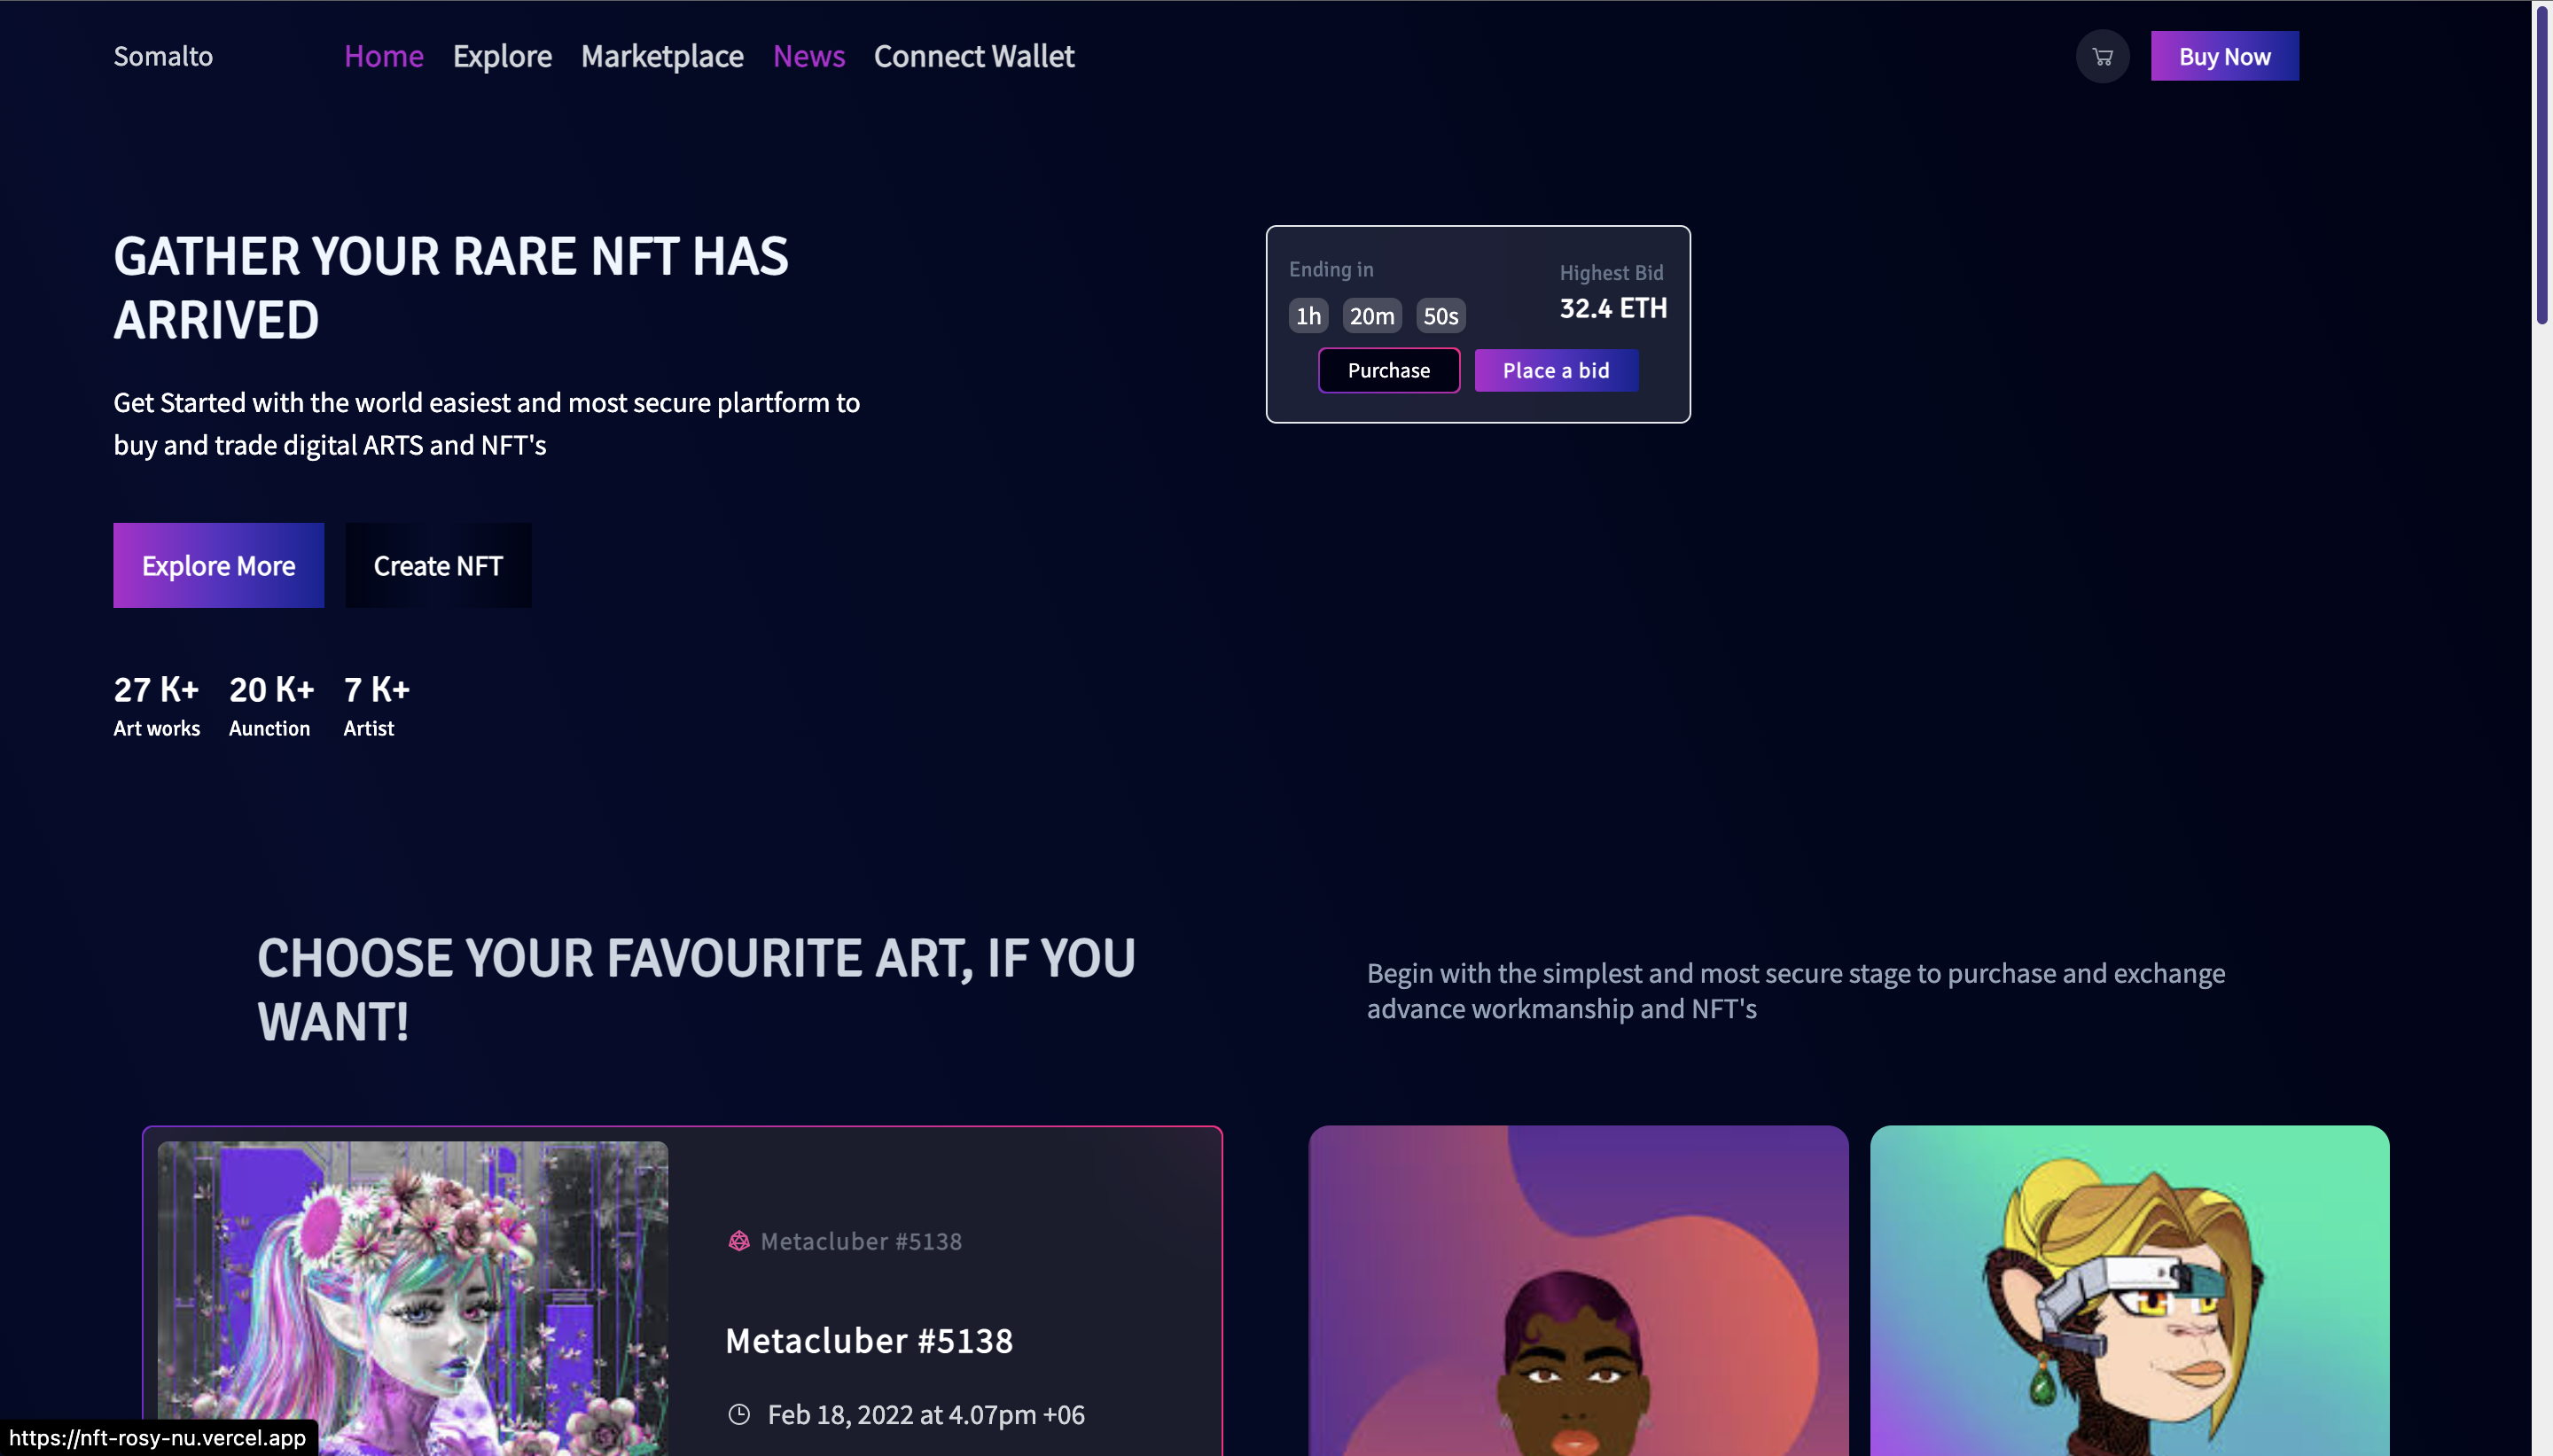 Somalto
Home Explore Marketplace News Connect Wallet
Buy Now
GATHER YOUR RARE NFT HAS
ARRIVED
Get Started with the world easiest and most secure plartform to
buy and trade digital ARTS and NFT's
Explore More
Create NFT
27 K+ 20 K+ 7 K+
Art works Aunction Artist
Ending in
1h 20m 50s
Highest Bid
32.4 ETH
Purchase
Place a bid
CHOOSE YOUR FAVOURITE ART, IF YOU
WANT!
Begin with the simplest and most secure stage to purchase and exchange
advance workmanship and NFT's
Metacluber #5138
Metacluber #5138
Feb 18, 2022 at 4.07pm +06
https://nft-rosy-nu.vercel.app